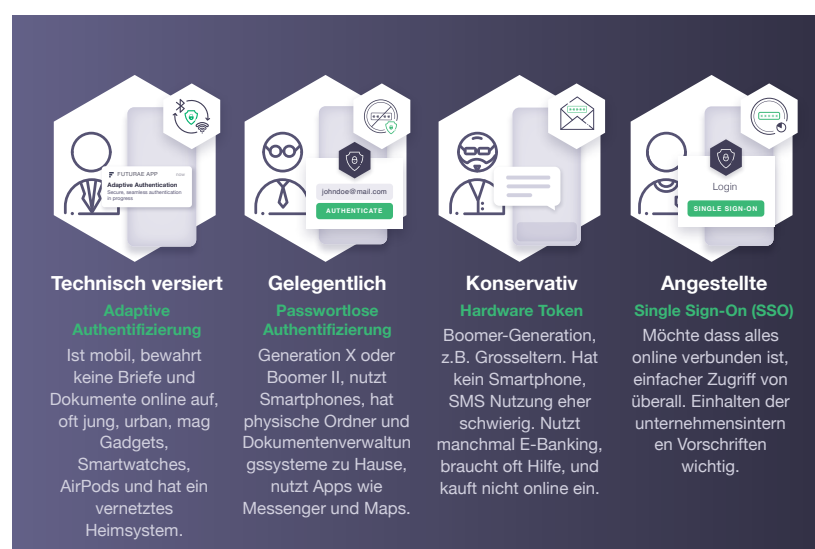 FUTURAE APP
now
Adaptive Authentication
Secure, seamless authentication
in progress
Technisch versiert
Adaptive
Authentifizierung
Ist mobil, bewahrt
keine Briefe und
Dokumente online auf,
oft jung, urban, mag
Gadgets,
Smartwatches,
AirPods und hat ein
vernetztes
Heimsystem.
johndoe@mail.com
AUTHENTICATE
Gelegentlich
Passwortlose
Authentifizierung
Generation X oder
Boomer II, nutzt
Smartphones, hat
physische Ordner und
Dokumentenverwaltun
gssysteme zu Hause,
nutzt Apps wie
Messenger und Maps.
Konservativ
Hardware Token
Boomer-Generation,
z.B. Grosseltern. Hat
kein Smartphone,
SMS Nutzung eher
schwierig. Nutzt
manchmal E-Banking,
braucht oft Hilfe, und
kauft nicht online ein.
Login
SINGLE SIGN-ON
Angestellte
Single Sign-On (SSO)
Möchte dass alles
online verbunden ist,
einfacher Zugriff von
überall. Einhalten der
unternehmensintern
en Vorschriften
wichtig.